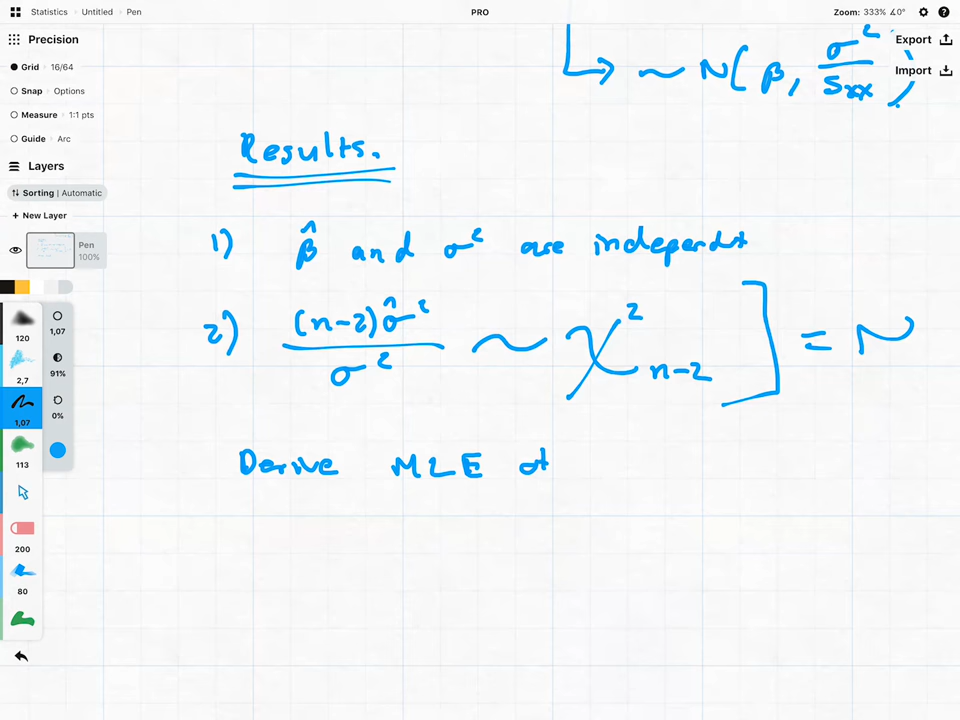 Statistics | Untitled | Pen
PRO
Zoom: 333% ∡0°
Precision
Export
Import
Grid | 16/64
Snap | Options
Measure | 1:1 pts
Guide | Arc
Layers
Sorting | Automatic
+ New Layer
Pen
100%
120
2,7
1,07
113
200
80
1,07
91%
0%
↳ ~ N(β, σ²/Sxx)
Results.
1) β̂ and σ² are independt
2) (n-2)σ̂²/σ² ~ χ²n-2 ] = N
Derive MLE of